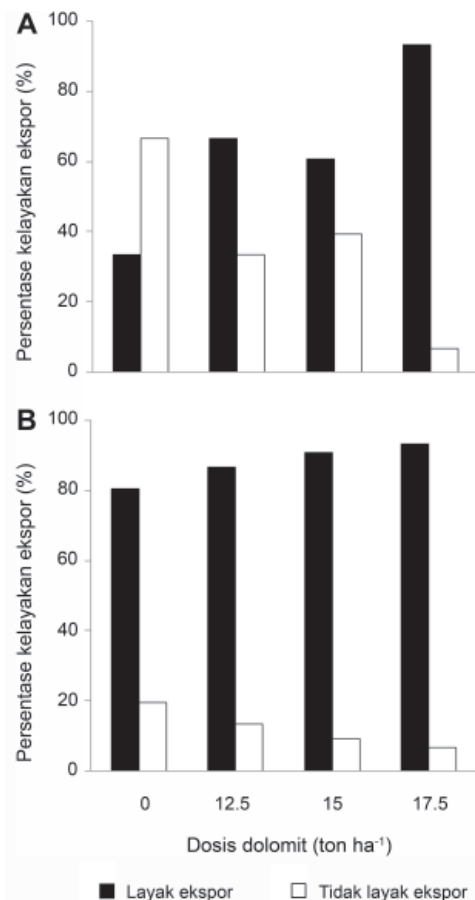 A
Persentase kelayakan ekspor (%)
100
80
60
40
20
0
B
Persentase kelayakan ekspor (%)
100
80
60
40
20
0
0 12.5 15 17.5
Dosis dolomit (ton ha⁻¹)
Layak ekspor Tidak layak ekspor